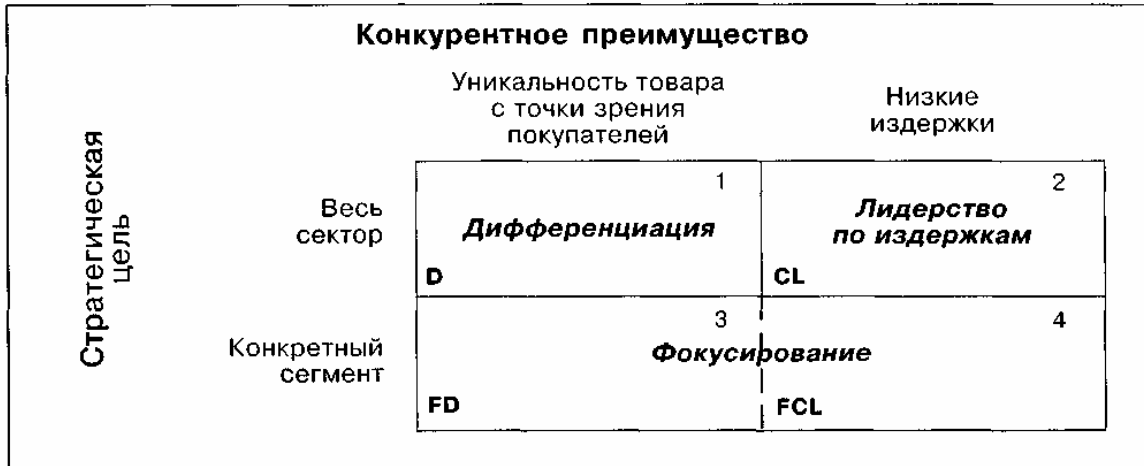 Конкурентное преимущество
Уникальность товара
с точки зрения
покупателей
Низкие
издержки
Стратегическая
цель
Весь
сектор
1
Дифференциация
D
2
Лидерство
по издержкам
CL
Конкретный
сегмент
3
4
Фокусирование
FD
FCL